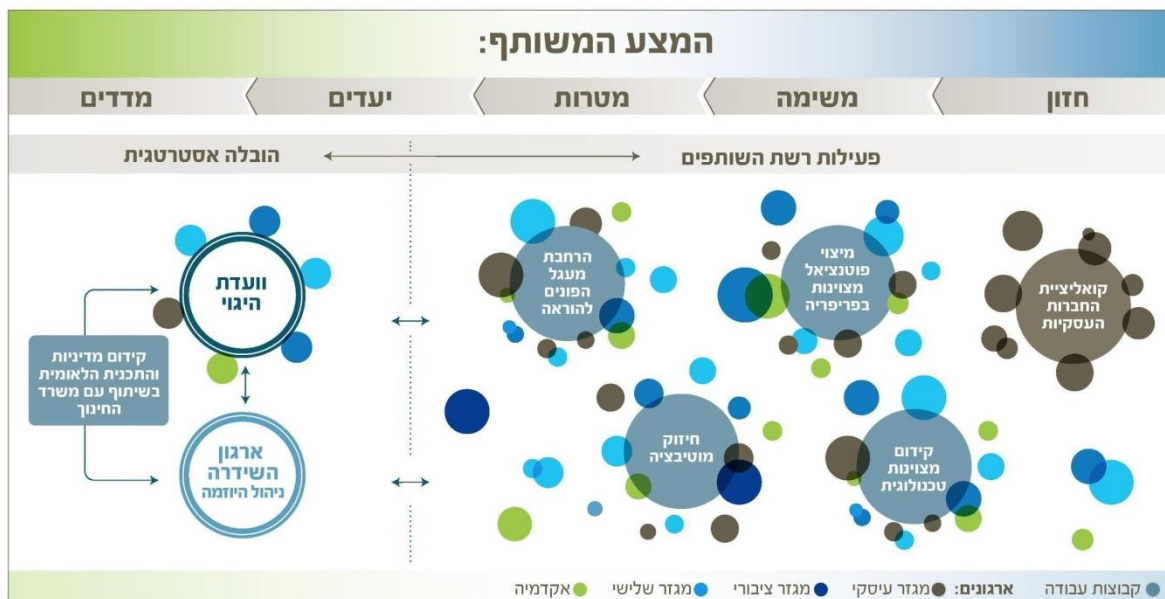 המצע המשותף:
חזון
משימה
מטרות
יעדים
מדדים
פעילות רשת השותפים
הובלה אסטרטגית
קואליציית
החברות
העסקיות
מיצוי
פוטנציאל
מצוינות
בפריפריה
הרחבת
מעגל
הפונים
להוראה
וועדת
היגוי
קידום מדיניות
והתכנית הלאומית
בשיתוף עם משרד
החינוך
קידום
מצוינות
טכנולוגית
חיזוק
מוטיבציה
ארגון
השידרה
ניהול היוזמה
קבוצות עבודה ארגונים: מגזר עיסקי מגזר ציבורי מגזר שלישי אקדמיה